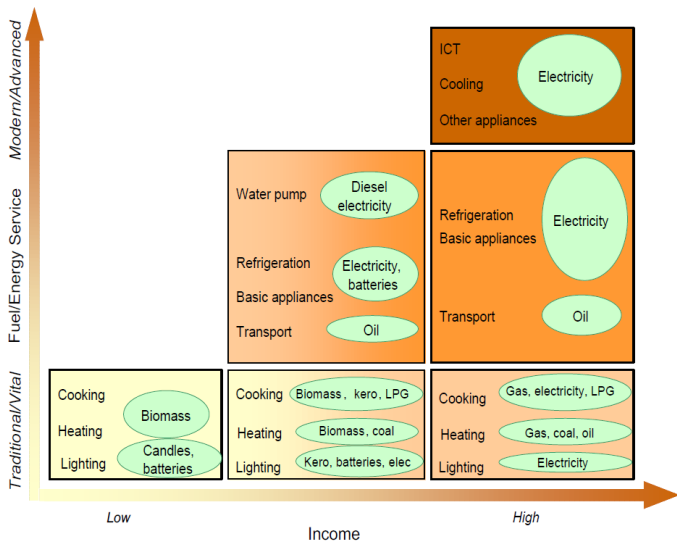 Modern/Advanced
Fuel/Energy Service
Traditional/Vital
ICT
Cooling
Other appliances
Electricity
Water pump
Diesel
electricity
Refrigeration
Basic appliances
Electricity,
batteries
Transport
Oil
Refrigeration
Basic appliances
Electricity
Transport
Oil
Cooking
Heating
Biomass
Lighting
Candles,
batteries
Cooking
Biomass , kero, LPG
Heating
Biomass, coal
Lighting
Kero, batteries, elec
Cooking
Gas, electricity, LPG
Heating
Gas, coal, oil
Lighting
Electricity
Low
High
Income